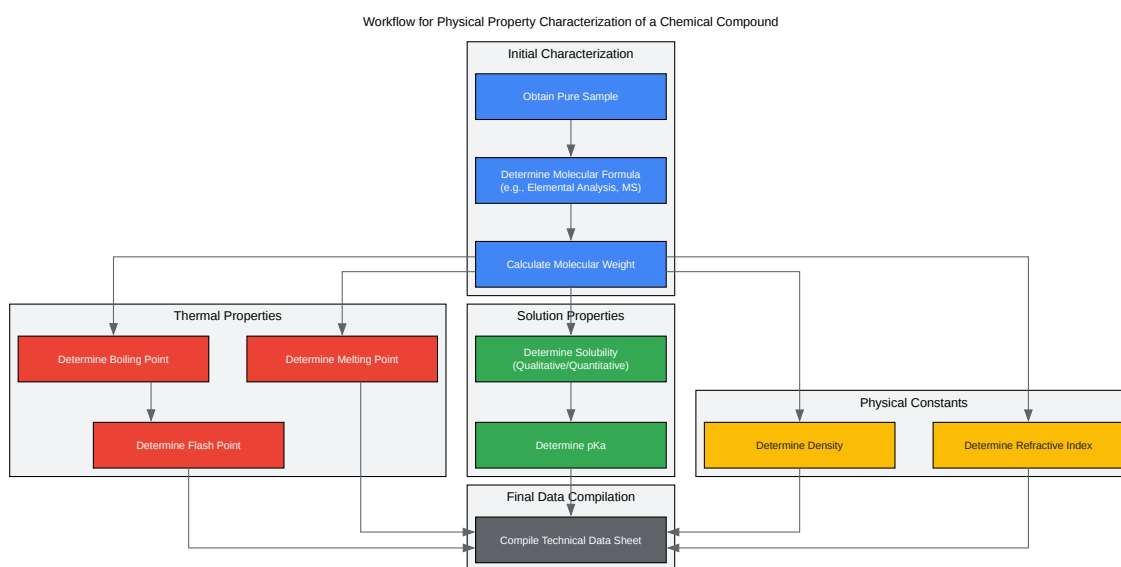 Workflow for Physical Property Characterization of a Chemical Compound
Initial Characterization
Obtain Pure Sample
Determine Molecular Formula
(e.g., Elemental Analysis, MS)
Calculate Molecular Weight
Thermal Properties
Determine Boiling Point
Determine Melting Point
Determine Flash Point
Solution Properties
Determine Solubility
(Qualitative/Quantitative)
Determine pKa
Physical Constants
Determine Density
Determine Refractive Index
Final Data Compilation
Compile Technical Data Sheet